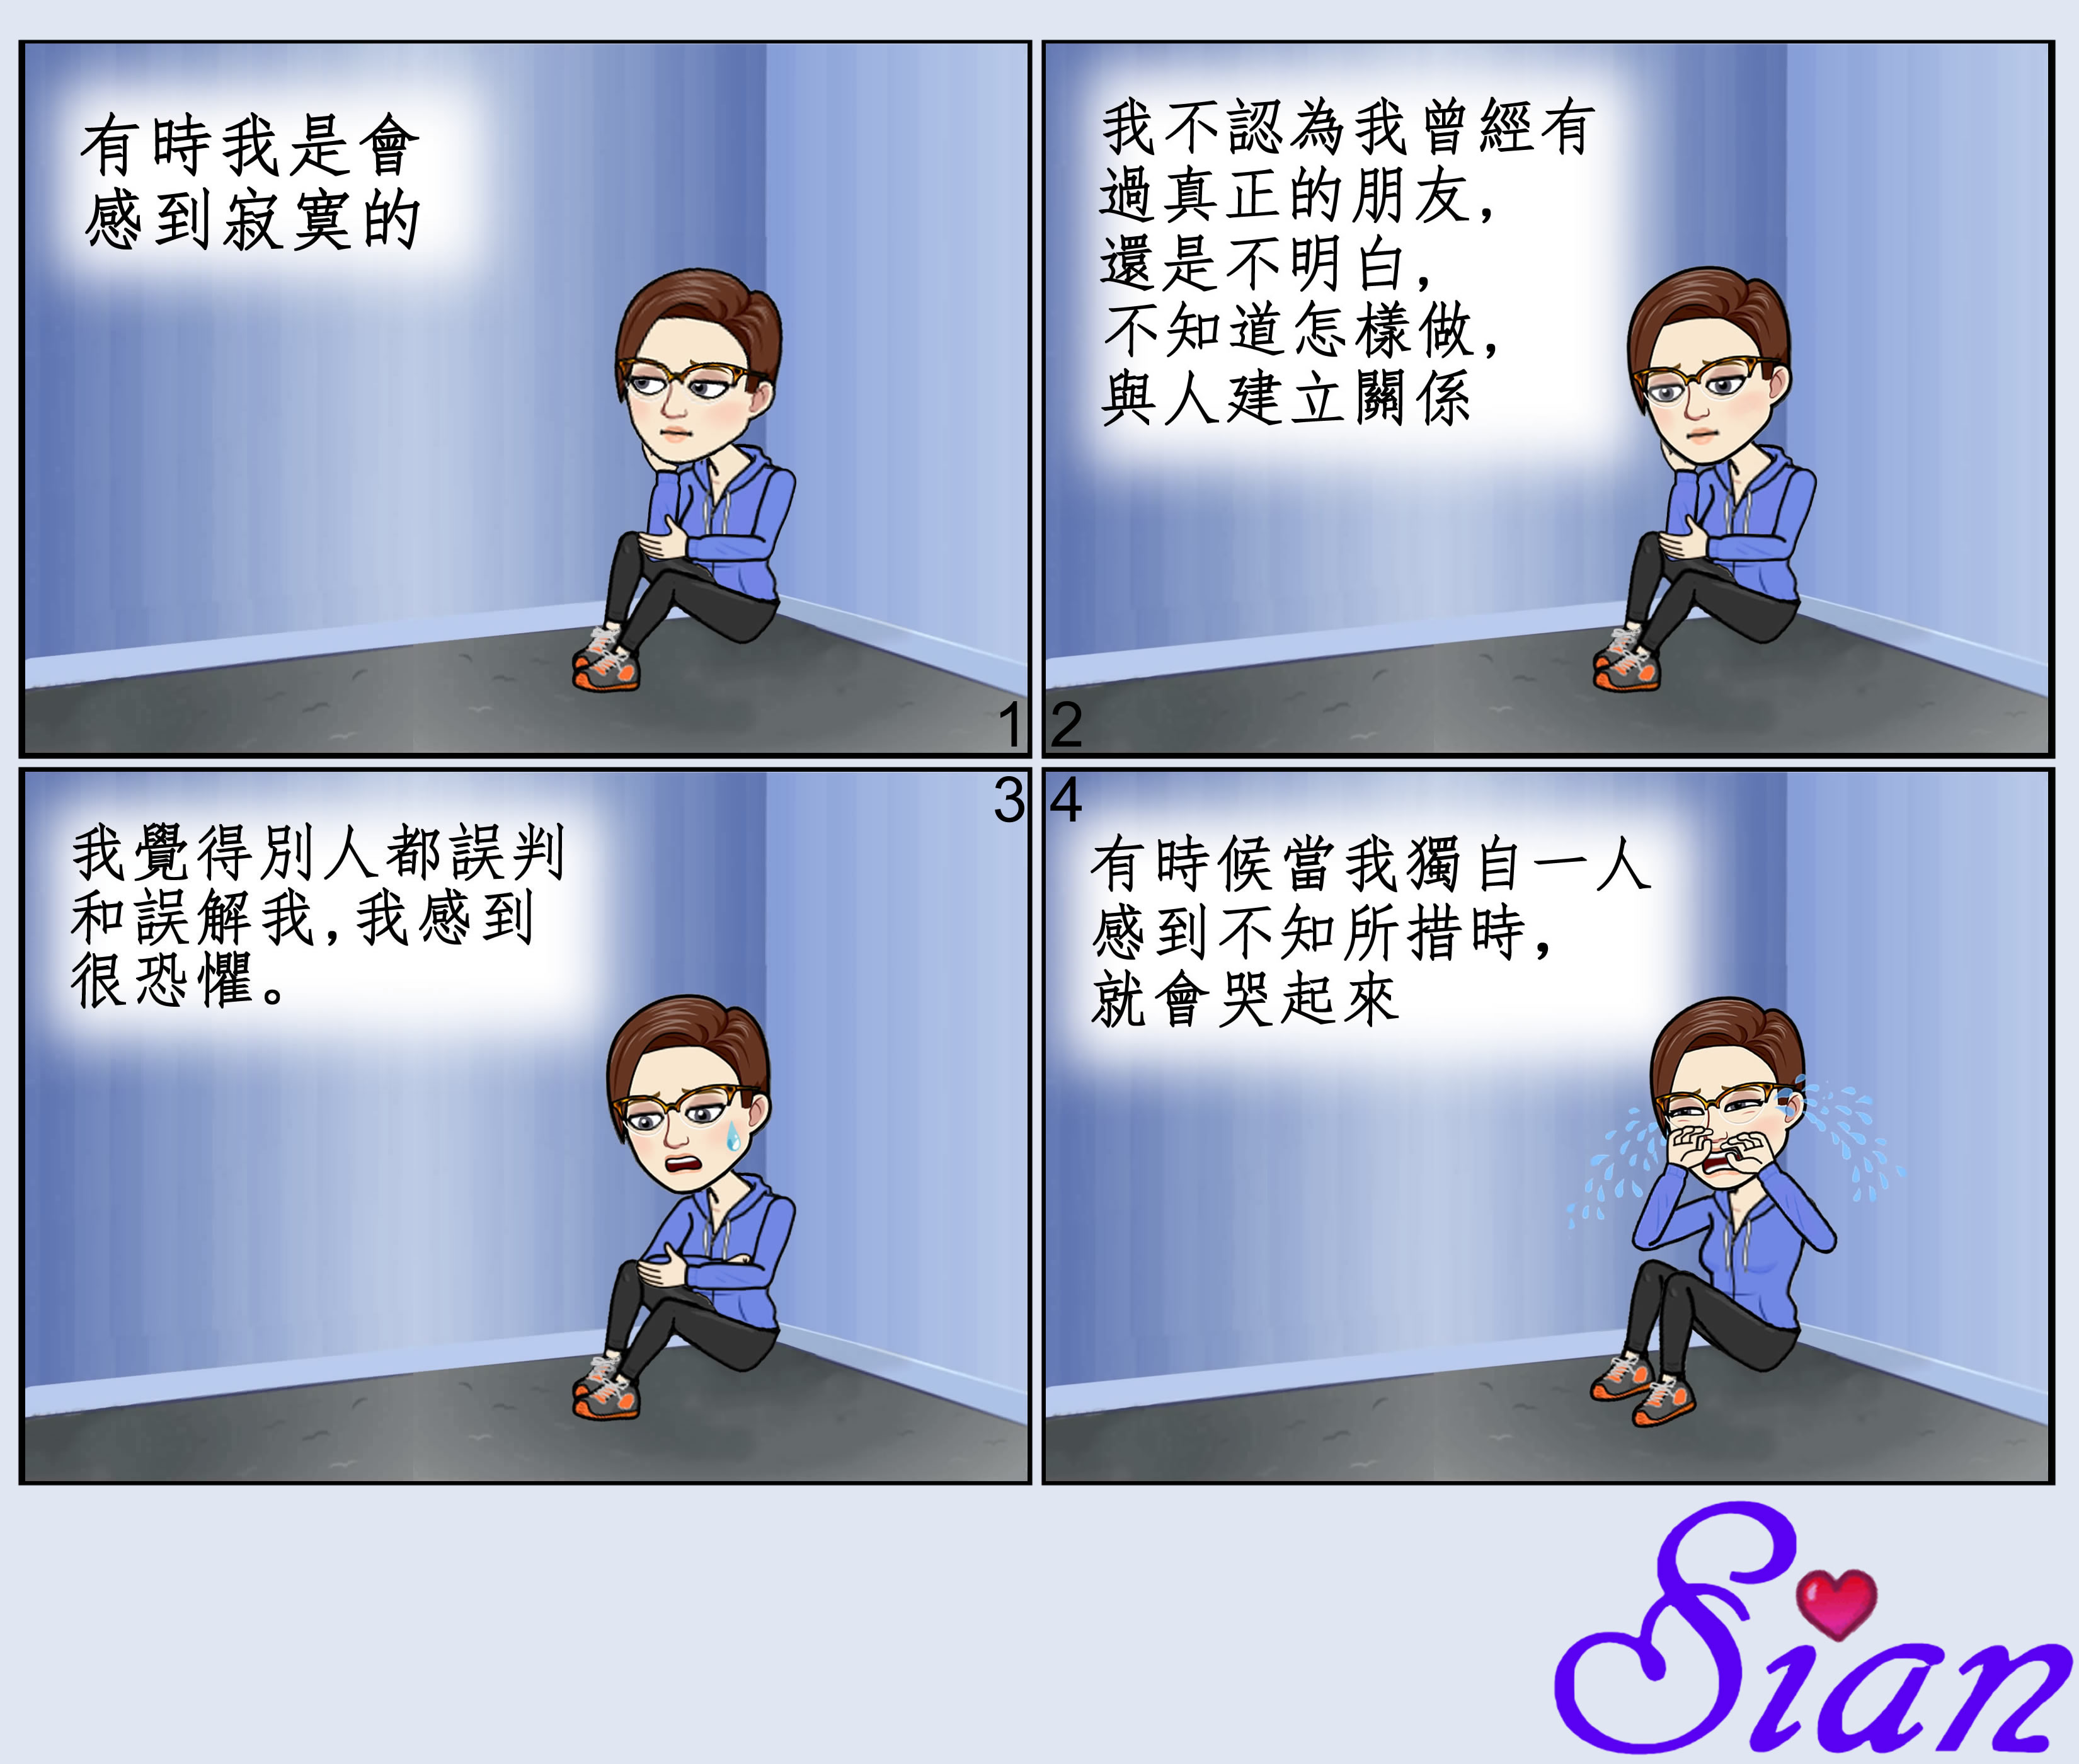 有時我是會
感到寂寞的
1
我不認為我曾經有
過真正的朋友，
還是不明白，
不知道怎樣做，
與人建立關係
2
3
我覺得別人都誤判
和誤解我，我感到
很恐懼。
4
有時候當我獨自一人
感到不知所措時，
就會哭起來
Sian